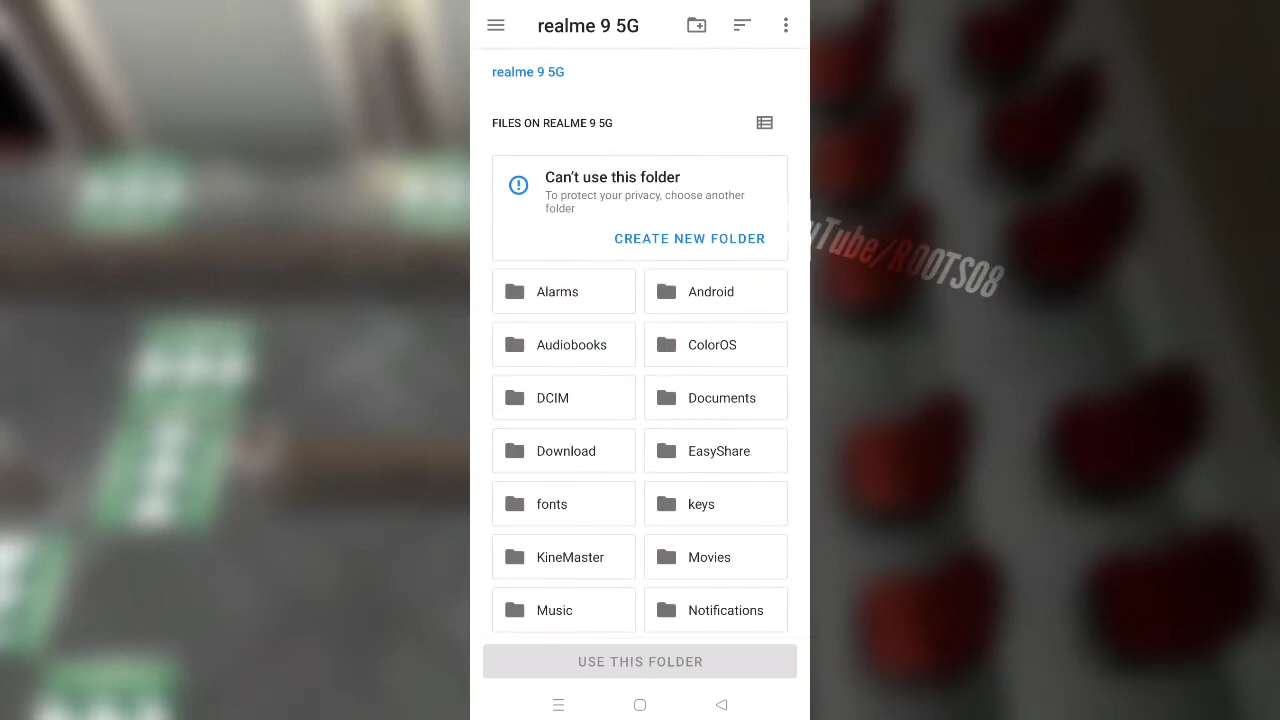 realme 9 5G
realme 9 5G
FILES ON REALME 9 5G
Can't use this folder
To protect your privacy, choose another
folder
CREATE NEW FOLDER
Alarms
Android
Audiobooks
ColorOS
DCIM
Documents
Download
EasyShare
fonts
keys
KineMaster
Movies
Music
Notifications
USE THIS FOLDER
uTube/ROOTS08